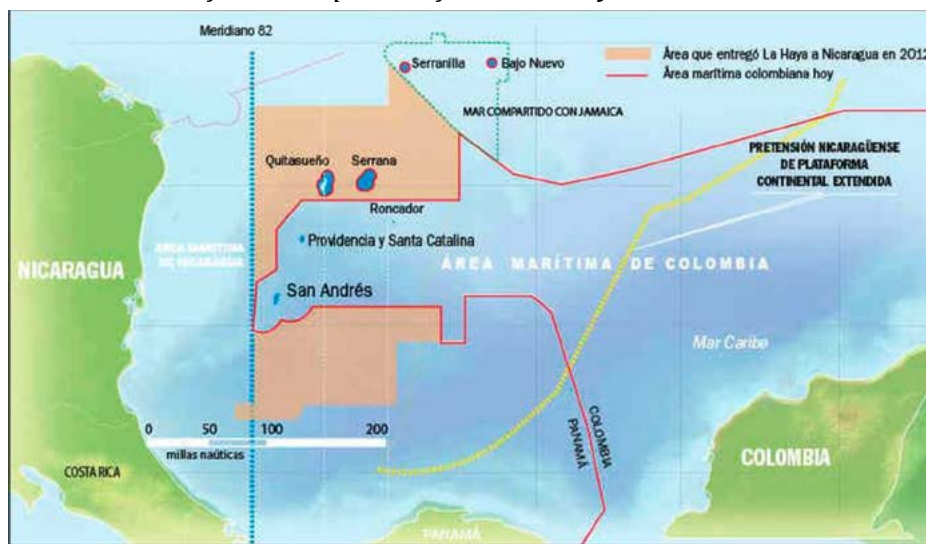 Meridiano 82
Serranilla
Bajo Nuevo
Área que entregó La Haya a Nicaragua en 2012
Área marítima colombiana hoy
MAR COMPARTIDO CON JAMAICA
PRETENSIÓN NICARAGÜENSE
DE PLATAFORMA
CONTINENTAL EXTENDIDA
Quitasueño
Serrana
Roncador
Providencia y Santa Catalina
ÁREA MARÍTIMA
DE NICARAGUA
NICARAGUA
ÁREA MARÍTIMA DE COLOMBIA
San Andrés
Mar Caribe
0 50 100 200
millas naúticas
COLOMBIA
PANAMÁ
COLOMBIA
COSTA RICA
PANAMÁ